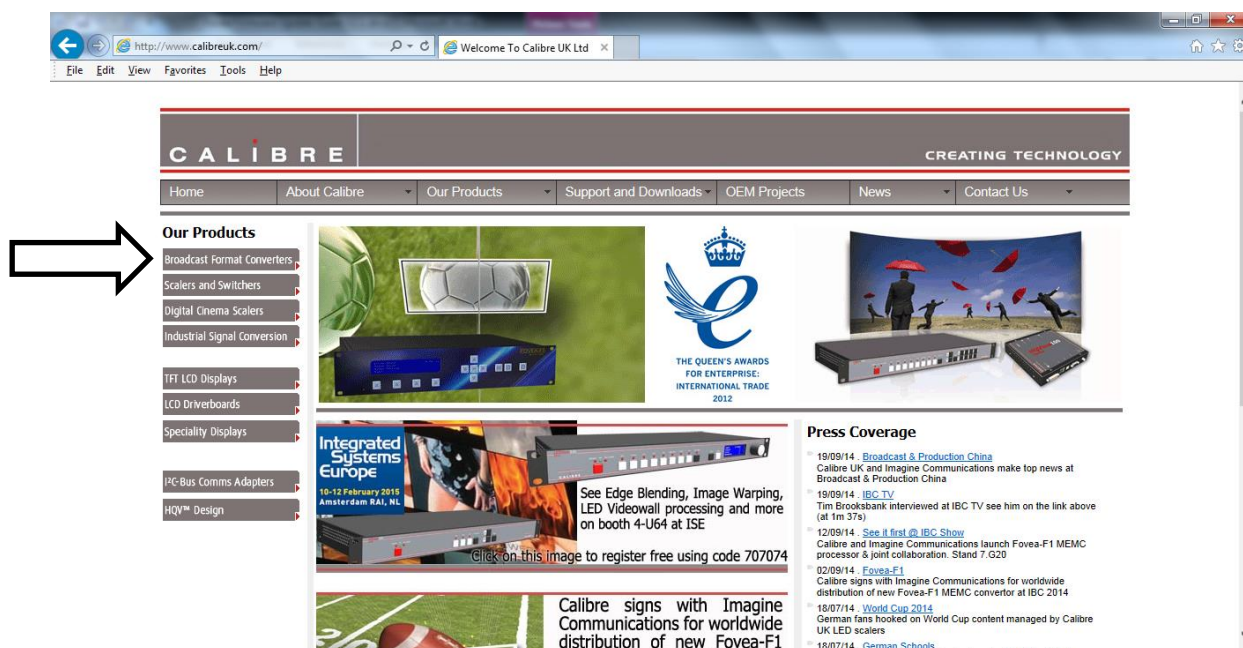 http://www.calibreuk.com/
Welcome To Calibre UK Ltd
File Edit View Favorites Tools Help
CALIBRE
CREATING TECHNOLOGY
Home About Calibre Our Products Support and Downloads OEM Projects News Contact Us
Our Products
Broadcast Format Converters
Scalers and Switchers
Digital Cinema Scalers
Industrial Signal Conversion
TFT LCD Displays
LCD Driverboards
Speciality Displays
I²C-Bus Comms Adapters
HQV™ Design
THE QUEEN'S AWARDS
FOR ENTERPRISE:
INTERNATIONAL TRADE
2012
Integrated
Systems
Europe
10-12 February 2015
Amsterdam RAI, NL
See Edge Blending, Image Warping,
LED Videowall processing and more
on booth 4-U64 at ISE
Click on this image to register free using code 707074
Calibre signs with Imagine
Communications for worldwide
distribution of new Fovea-F1
Press Coverage
19/09/14 . Broadcast & Production China
Calibre UK and Imagine Communications make top news at
Broadcast & Production China
19/09/14 . IBC TV
Tim Brooksbank interviewed at IBC TV see him on the link above
(at 1m 37s)
12/09/14 . See it first @ IBC Show
Calibre and Imagine Communications launch Fovea-F1 MEMC
processor & joint collaboration. Stand 7.G20
02/09/14 . Fovea-F1
Calibre signs with Imagine Communications for worldwide
distribution of new Fovea-F1 MEMC convertor at IBC 2014
18/07/14 . World Cup 2014
German fans hooked on World Cup content managed by Calibre
UK LED scalers
18/07/14 . German Schools